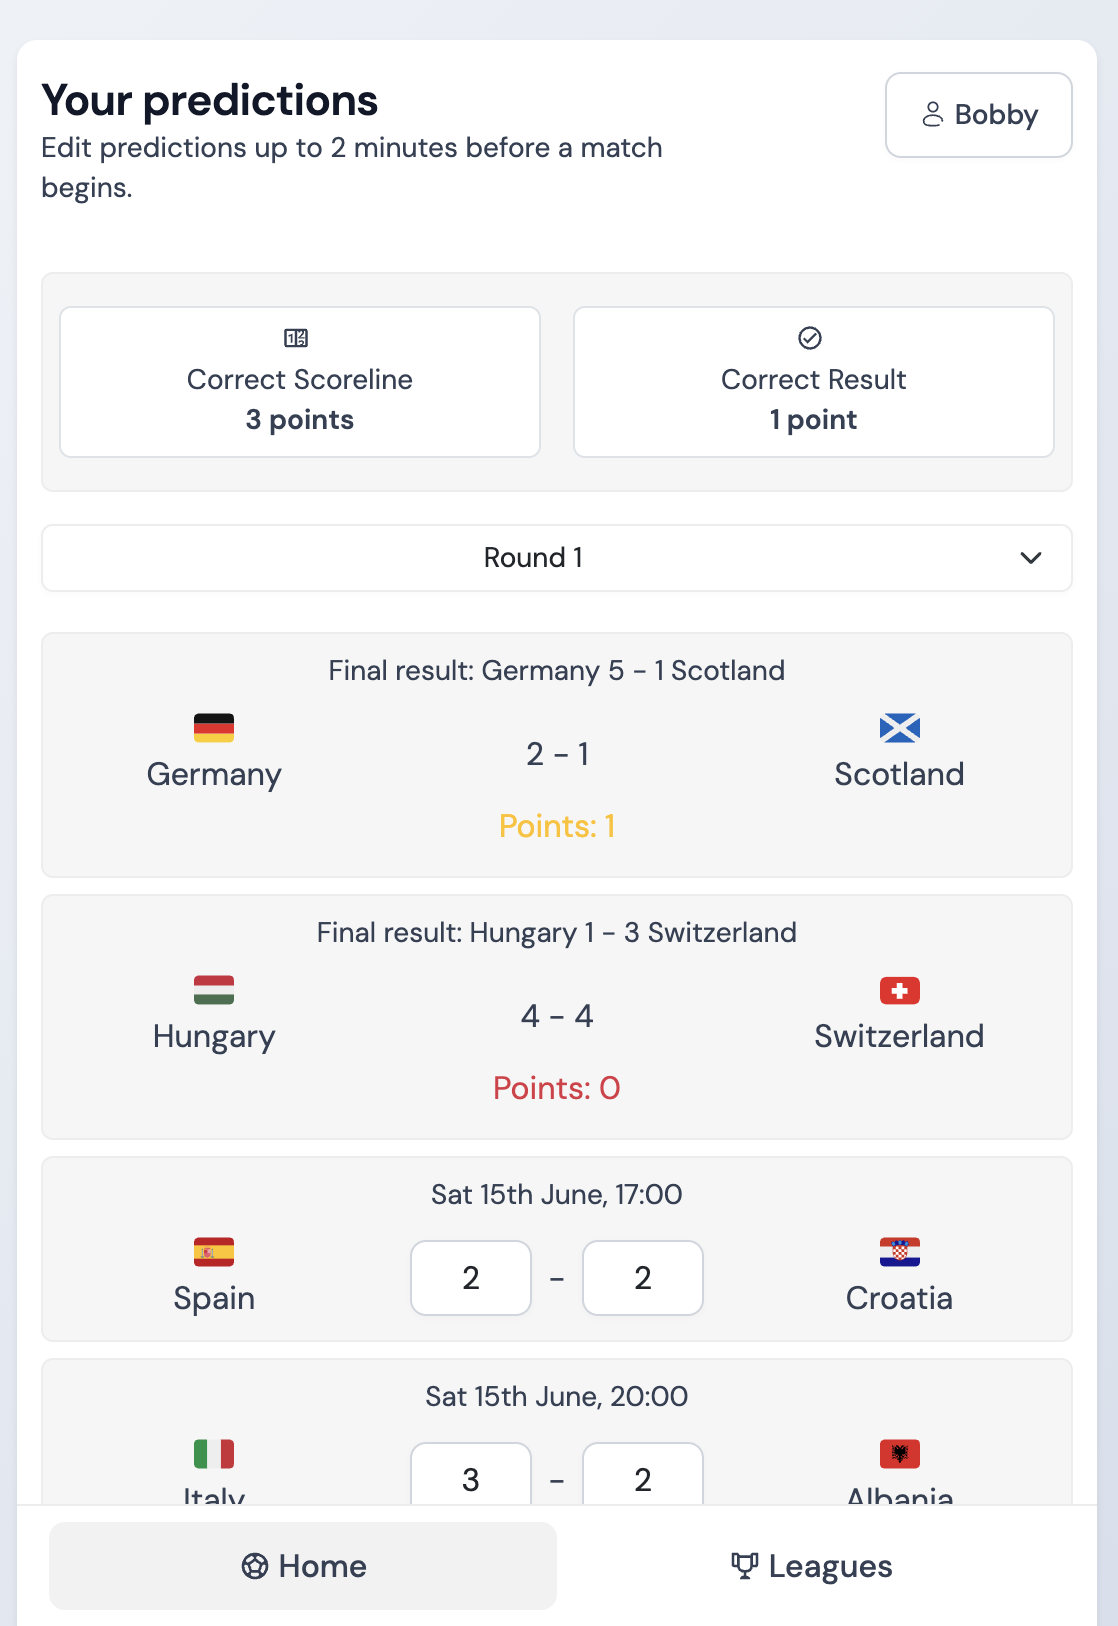 Your predictions
Bobby
Edit predictions up to 2 minutes before a match
begins.
Correct Scoreline
3 points
Correct Result
1 point
Round 1
Final result: Germany 5 - 1 Scotland
Germany
2 - 1
Scotland
Points: 1
Final result: Hungary 1 - 3 Switzerland
Hungary
4 - 4
Switzerland
Points: 0
Sat 15th June, 17:00
Spain
2 - 2
Croatia
Sat 15th June, 20:00
Italy
3 - 2
Albania
Home
Leagues